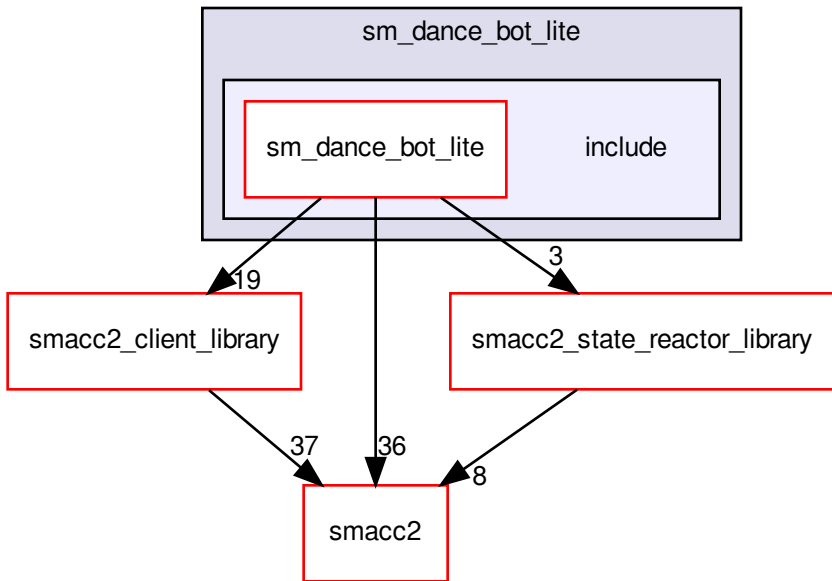 sm_dance_bot_lite
sm_dance_bot_lite
include
19
3
smacc2_client_library
smacc2_state_reactor_library
37
36
8
smacc2